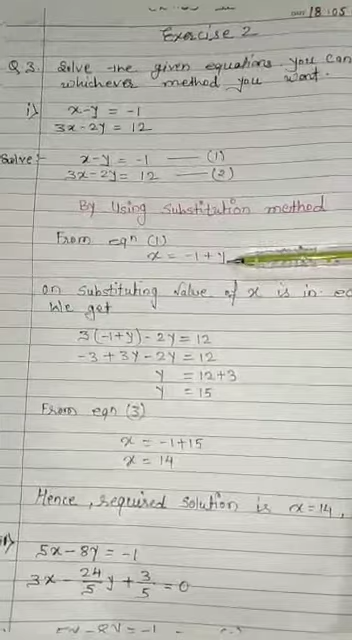 18.05
Exercise 2
Q3. Solve the given equations you can
whichever method you want.
i) x-y = -1
3x-2y = 12
Solve:- x-y = -1 —— (1)
3x-2y = 12 —— (2)
By Using Substitution method
From eqn (1)
x = -1+y
on substituting value of x is in
We get
3(-1+y)-2y = 12
-3+3y-2y = 12
y = 12+3
y = 15
From eqn (3)
x = -1+15
x = 14
Hence, required solution is x=14,
ii) 5x-8y = -1
3x - 24/5 y + 3/5 = 0